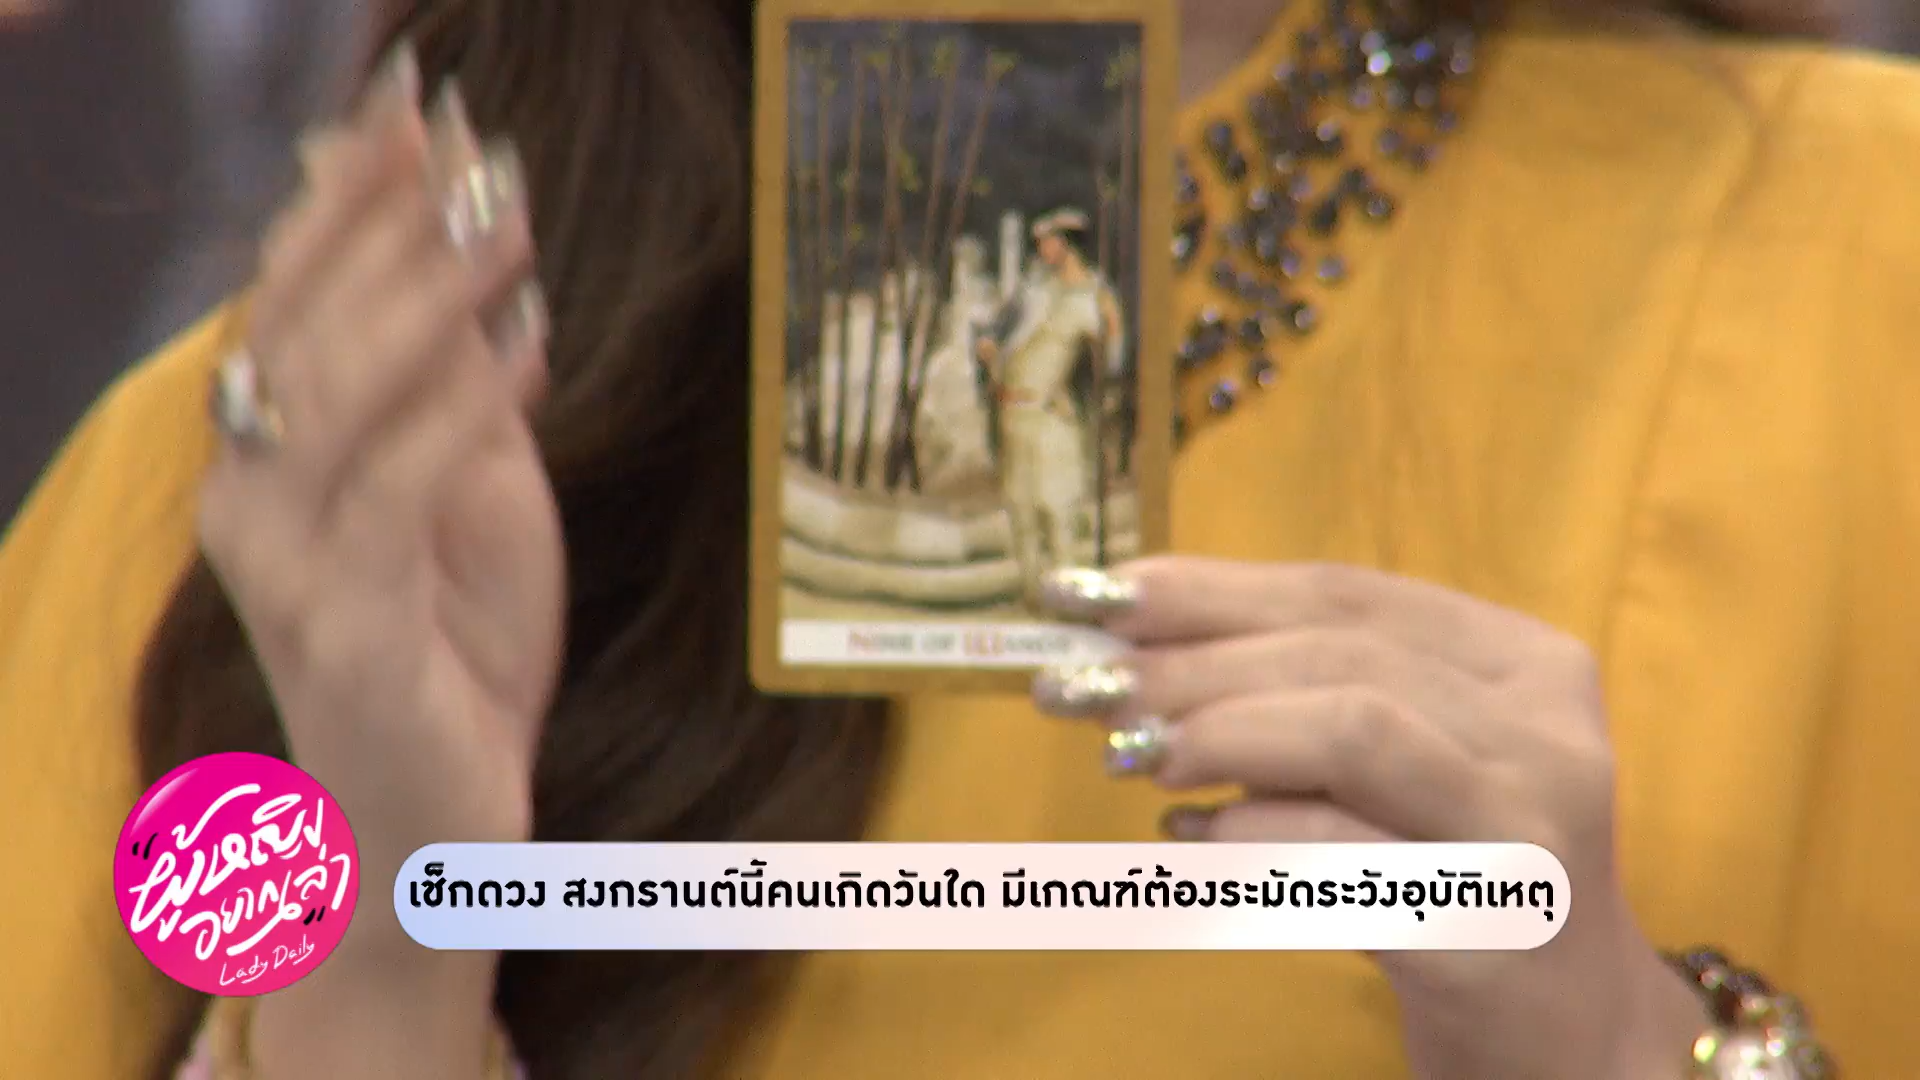 NINE OF WANDS
"ผู้หญิง
อยากเล่า"
Lady Daily
เช็กดวง สงกรานต์นี้คนเกิดวันใด มีเกณฑ์ต้องระมัดระวังอุบัติเหตุ